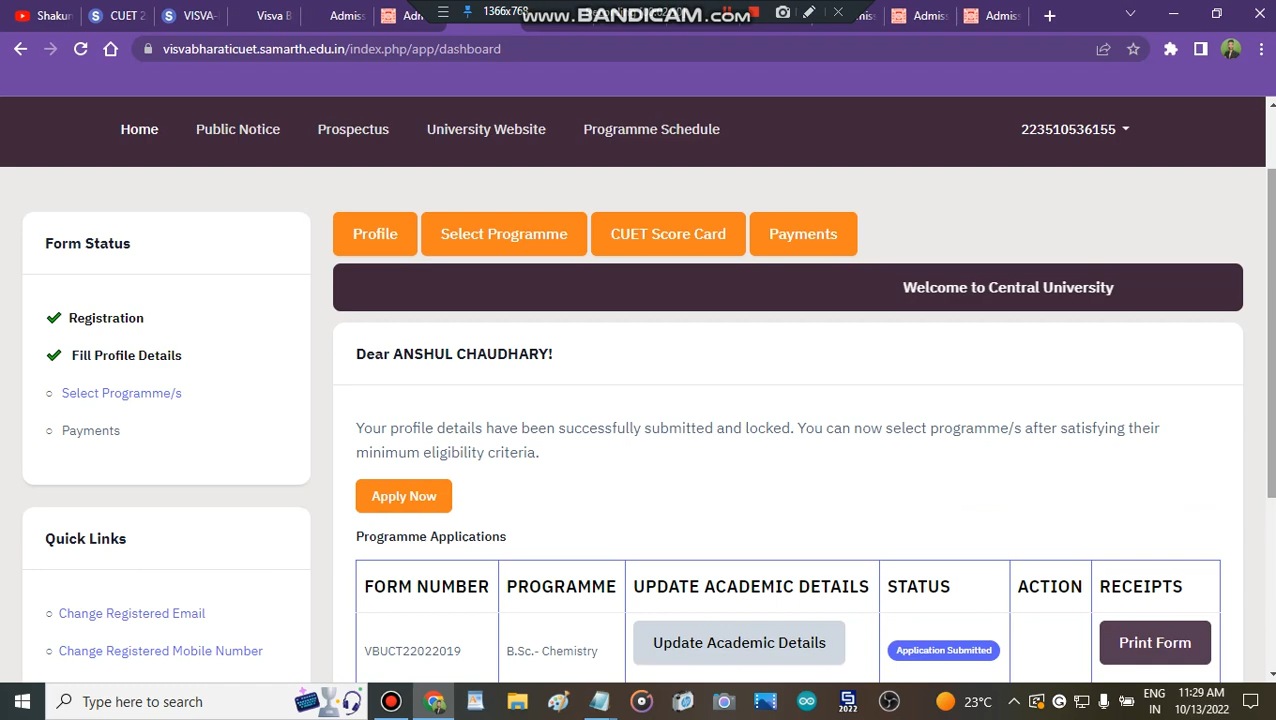 Shakun
CUET 2
VISVA-
Visva B
Admis
Adm
1366x768
www.BANDICAM.com
Admis
Admis
visvabharaticuet.samarth.edu.in/index.php/app/dashboard
Home
Public Notice
Prospectus
University Website
Programme Schedule
223510536155
Form Status
Registration
Fill Profile Details
Select Programme/s
Payments
Quick Links
Change Registered Email
Change Registered Mobile Number
Profile
Select Programme
CUET Score Card
Payments
Welcome to Central University
Dear ANSHUL CHAUDHARY!
Your profile details have been successfully submitted and locked. You can now select programme/s after satisfying their
minimum eligibility criteria.
Apply Now
Programme Applications
FORM NUMBER PROGRAMME UPDATE ACADEMIC DETAILS STATUS ACTION RECEIPTS
VBUCT22022019 B.Sc.- Chemistry Update Academic Details Application Submitted Print Form
Type here to search
2022
23°C
ENG
IN
11:29 AM
10/13/2022